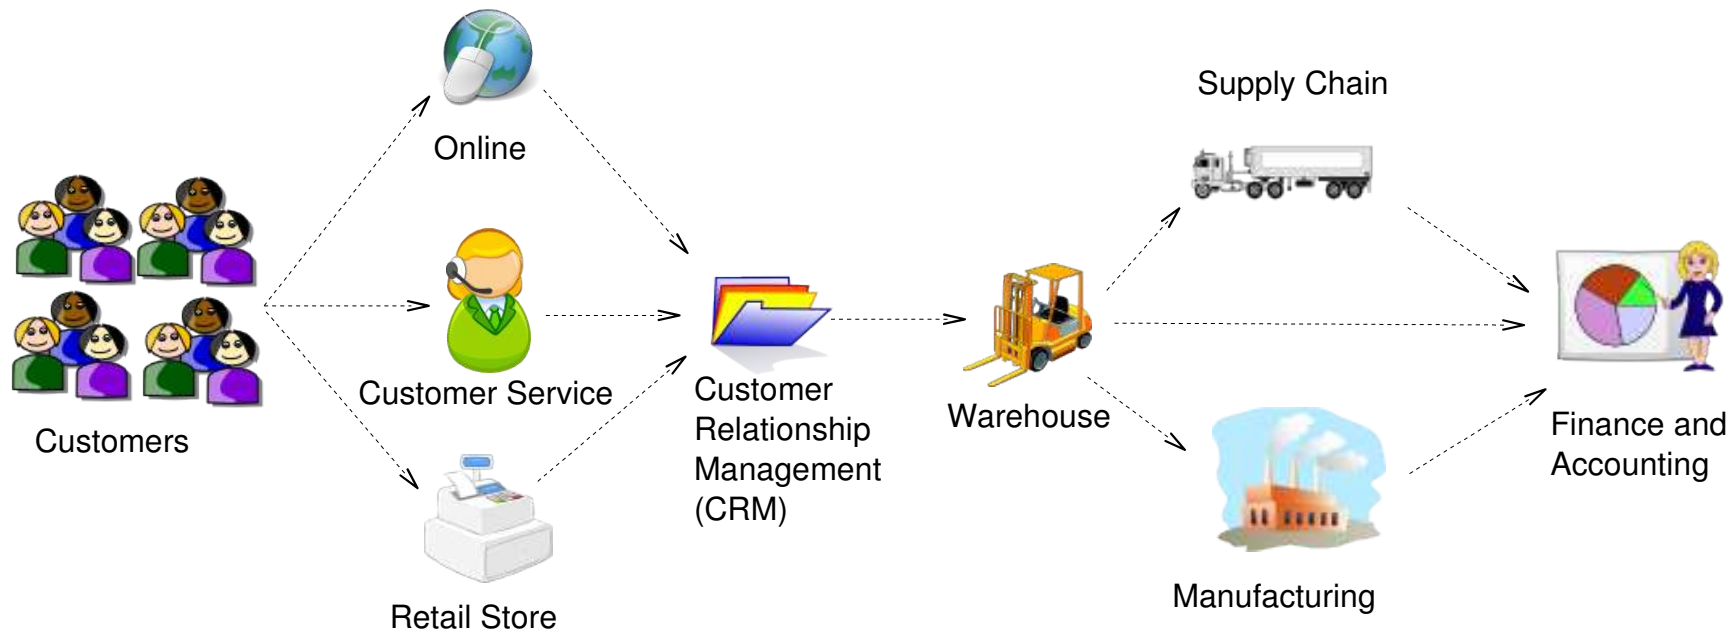 Supply Chain
Online
Customer Service
Customers
Customer
Relationship
Management
(CRM)
Warehouse
Finance and
Accounting
Retail Store
Manufacturing